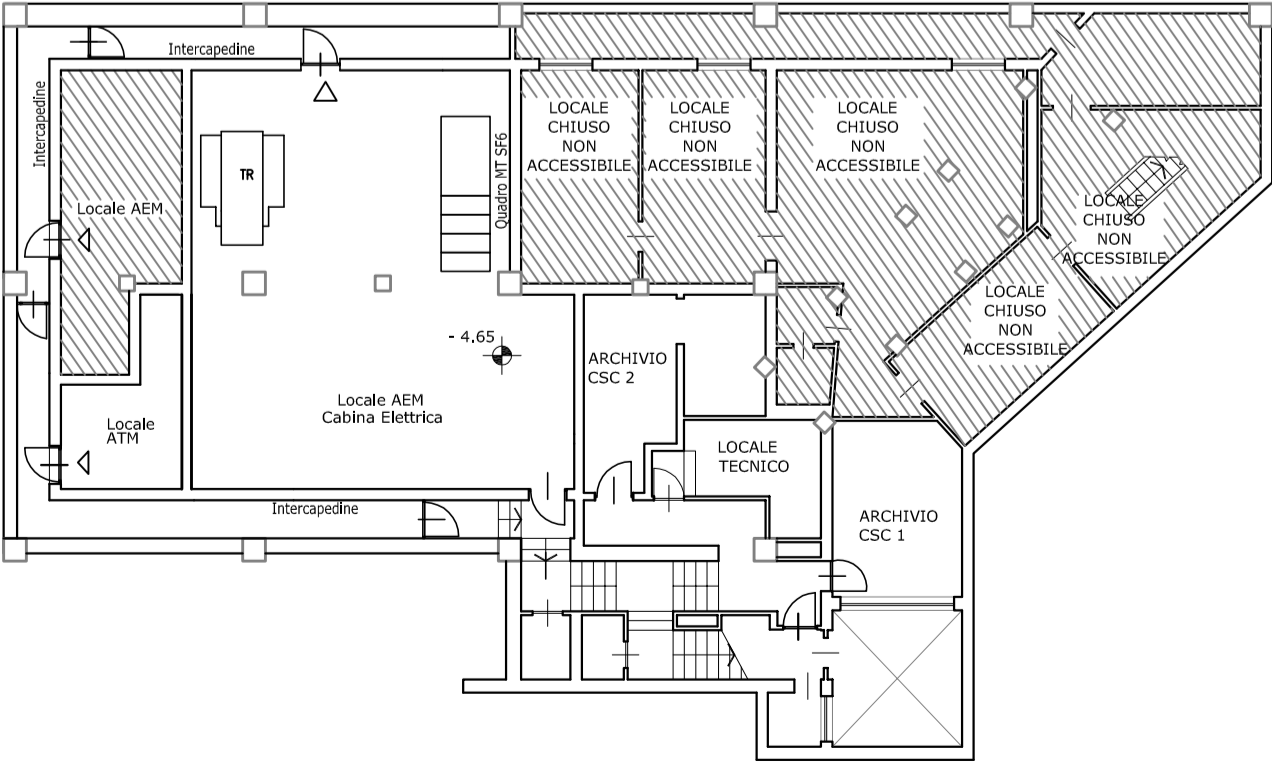 Intercapedine
Intercapedine
Locale AEM
TR
Quadro MT SF6
LOCALE
CHIUSO
NON
ACCESSIBILE
LOCALE
CHIUSO
NON
ACCESSIBILE
LOCALE
CHIUSO
NON
ACCESSIBILE
LOCALE
CHIUSO
NON
ACCESSIBILE
LOCALE
CHIUSO
NON
ACCESSIBILE
- 4.65
ARCHIVIO
CSC 2
Locale AEM
Cabina Elettrica
Locale
ATM
LOCALE
TECNICO
Intercapedine
ARCHIVIO
CSC 1